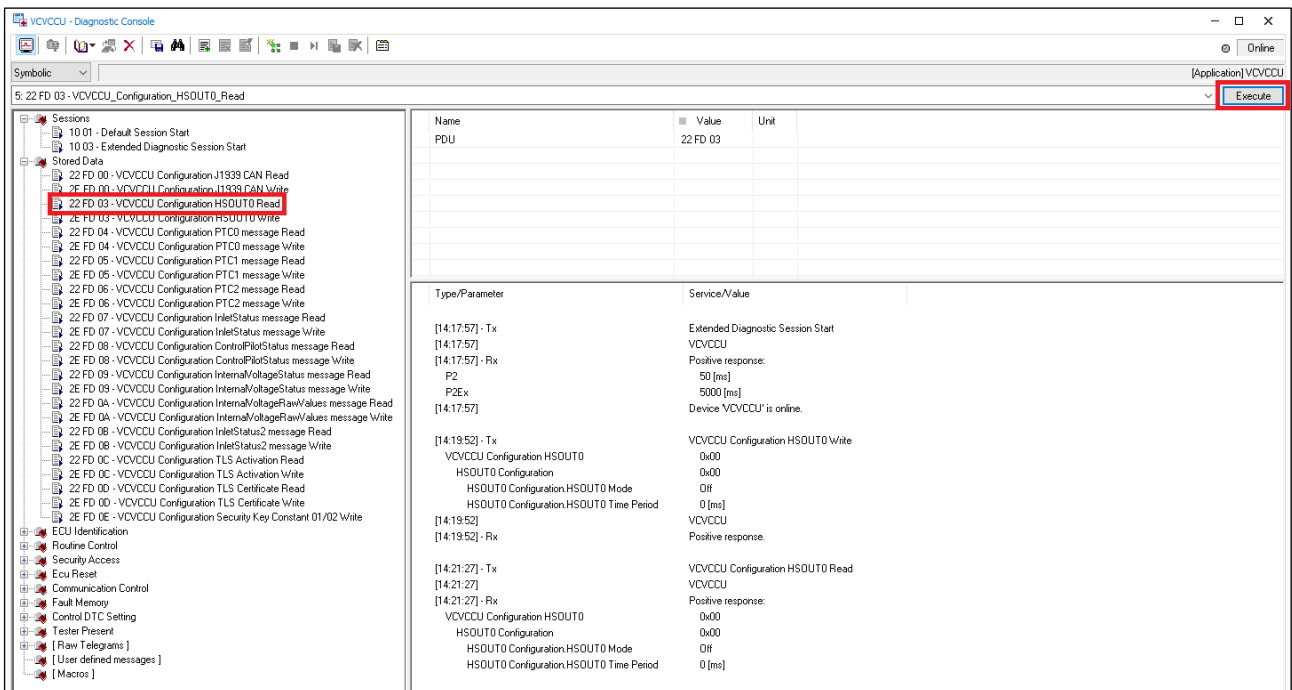 VCVCCU - Diagnostic Console
Online
Symbolic
[Application] VCVCCU
5: 22 FD 03 - VCVCCU_Configuration_HSOUT0_Read
Execute
Sessions
10 01 - Default Session Start
10 03 - Extended Diagnostic Session Start
Stored Data
22 FD 00 - VCVCCU Configuration J1939 CAN Read
2E FD 00 - VCVCCU Configuration J1939 CAN Write
22 FD 03 - VCVCCU Configuration HSOUT0 Read
2E FD 03 - VCVCCU Configuration HSOUT0 Write
22 FD 04 - VCVCCU Configuration PTC0 message Read
2E FD 04 - VCVCCU Configuration PTC0 message Write
22 FD 05 - VCVCCU Configuration PTC1 message Read
2E FD 05 - VCVCCU Configuration PTC1 message Write
22 FD 06 - VCVCCU Configuration PTC2 message Read
2E FD 06 - VCVCCU Configuration PTC2 message Write
22 FD 07 - VCVCCU Configuration InletStatus message Read
2E FD 07 - VCVCCU Configuration InletStatus message Write
22 FD 08 - VCVCCU Configuration ControlPilotStatus message Read
2E FD 08 - VCVCCU Configuration ControlPilotStatus message Write
22 FD 09 - VCVCCU Configuration InternalVoltageStatus message Read
2E FD 09 - VCVCCU Configuration InternalVoltageStatus message Write
22 FD 0A - VCVCCU Configuration InternalVoltageRawValues message Read
2E FD 0A - VCVCCU Configuration InternalVoltageRawValues message Write
22 FD 0B - VCVCCU Configuration InletStatus2 message Read
2E FD 0B - VCVCCU Configuration InletStatus2 message Write
22 FD 0C - VCVCCU Configuration TLS Activation Read
2E FD 0C - VCVCCU Configuration TLS Activation Write
22 FD 0D - VCVCCU Configuration TLS Certificate Read
2E FD 0D - VCVCCU Configuration TLS Certificate Write
2E FD 0E - VCVCCU Configuration Security Key Constant 01/02 Write
ECU Identification
Routine Control
Security Access
Ecu Reset
Communication Control
Fault Memory
Control DTC Setting
Tester Present
[ Raw Telegrams ]
[ User defined messages ]
[ Macros ]
Name Value Unit
PDU 22 FD 03
Type/Parameter Service/Value
[14:17:57] - Tx Extended Diagnostic Session Start
[14:17:57] VCVCCU
[14:17:57] - Rx Positive response:
P2 50 [ms]
P2Ex 5000 [ms]
[14:17:57] Device 'VCVCCU' is online.
[14:19:52] - Tx VCVCCU Configuration HSOUT0 Write
VCVCCU Configuration HSOUT0 0x00
HSOUT0 Configuration 0x00
HSOUT0 Configuration.HSOUT0 Mode Off
HSOUT0 Configuration.HSOUT0 Time Period 0 [ms]
[14:19:52] VCVCCU
[14:19:52] - Rx Positive response.
[14:21:27] - Tx VCVCCU Configuration HSOUT0 Read
[14:21:27] VCVCCU
[14:21:27] - Rx Positive response:
VCVCCU Configuration HSOUT0 0x00
HSOUT0 Configuration 0x00
HSOUT0 Configuration.HSOUT0 Mode Off
HSOUT0 Configuration.HSOUT0 Time Period 0 [ms]